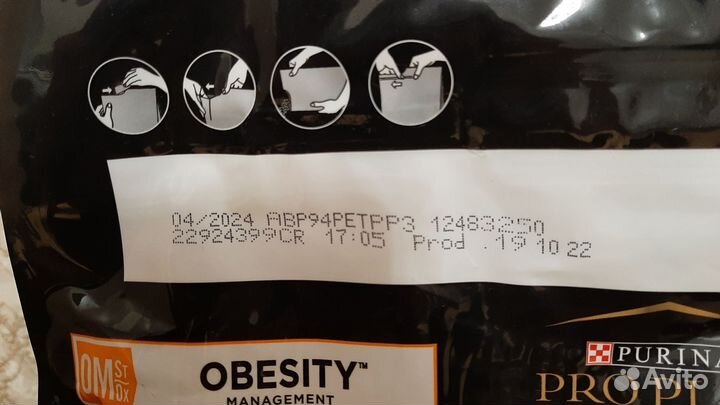 04/2024 ABP94PETPP3 12483250
22924399CR 17:05 Prod .19 10 22
OM ST/OX
OBESITY™
MANAGEMENT
PURINA
PRO PL
Avito